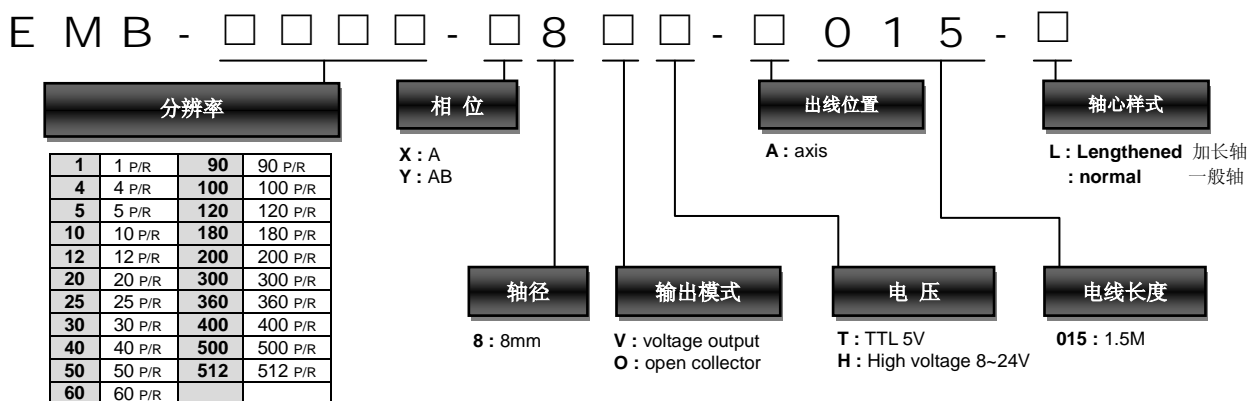 EMB-□□□□-□8□□-□015-□
分辨率 相 位 出线位置 轴心样式
X : A
Y : AB
A : axis
L : Lengthened 加长轴
: normal 一般轴
1 1 P/R 90 90 P/R
4 4 P/R 100 100 P/R
5 5 P/R 120 120 P/R
10 10 P/R 180 180 P/R
12 12 P/R 200 200 P/R
20 20 P/R 300 300 P/R
25 25 P/R 360 360 P/R
30 30 P/R 400 400 P/R
40 40 P/R 500 500 P/R
50 50 P/R 512 512 P/R
60 60 P/R
轴径 输出模式 电 压 电线长度
8 : 8mm
V : voltage output
O : open collector
T : TTL 5V
H : High voltage 8~24V
015 : 1.5M